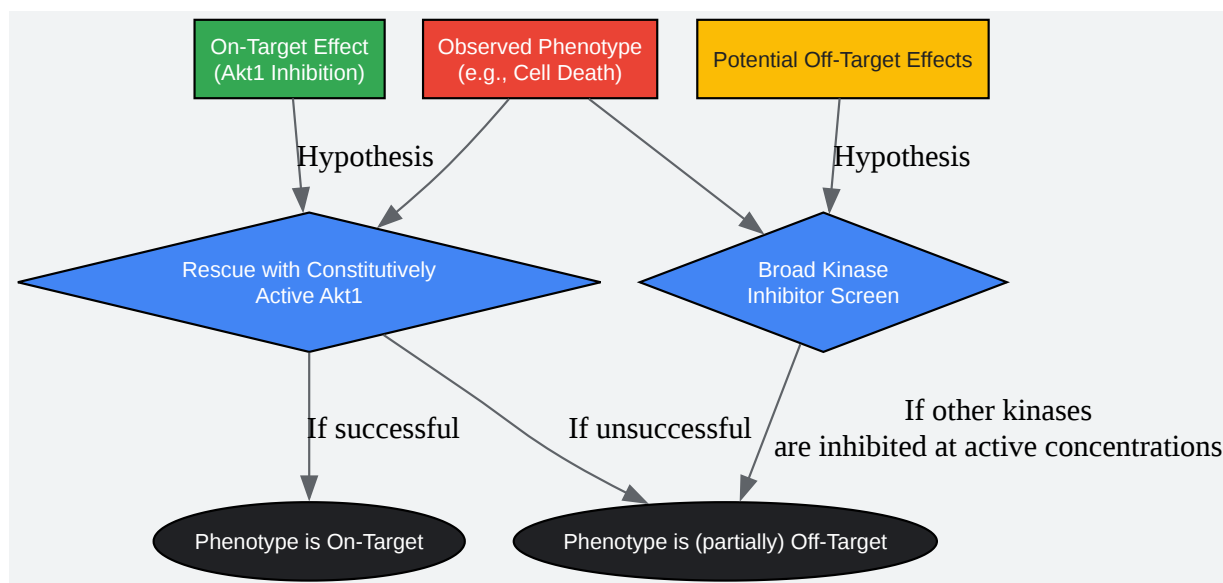 On-Target Effect
(Akt1 Inhibition)
Observed Phenotype
(e.g., Cell Death)
Potential Off-Target Effects
Hypothesis
Hypothesis
Rescue with Constitutively
Active Akt1
Broad Kinase
Inhibitor Screen
If successful
If unsuccessful
If other kinases
are inhibited at active concentrations
Phenotype is On-Target
Phenotype is (partially) Off-Target